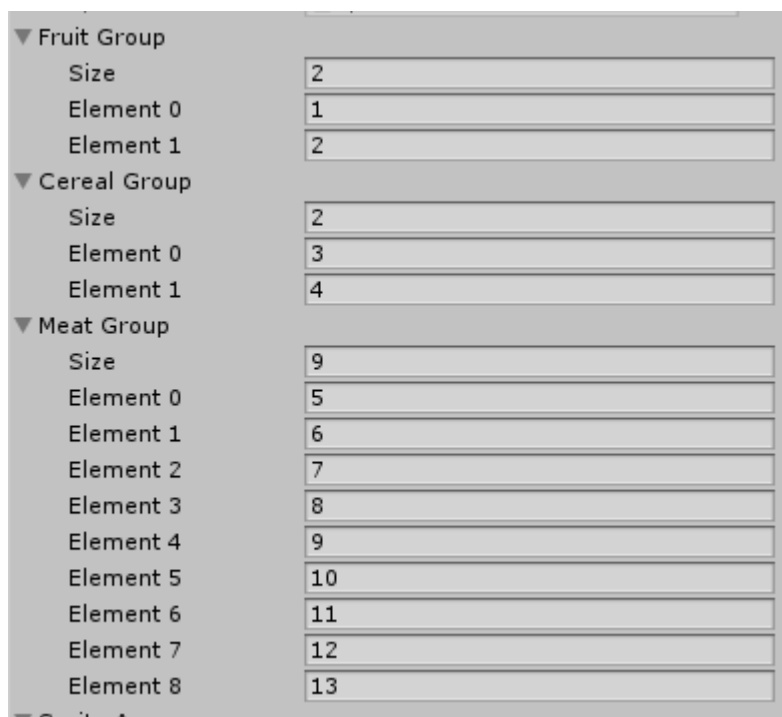 Fruit Group
Size 2
Element 0 1
Element 1 2
Cereal Group
Size 2
Element 0 3
Element 1 4
Meat Group
Size 9
Element 0 5
Element 1 6
Element 2 7
Element 3 8
Element 4 9
Element 5 10
Element 6 11
Element 7 12
Element 8 13